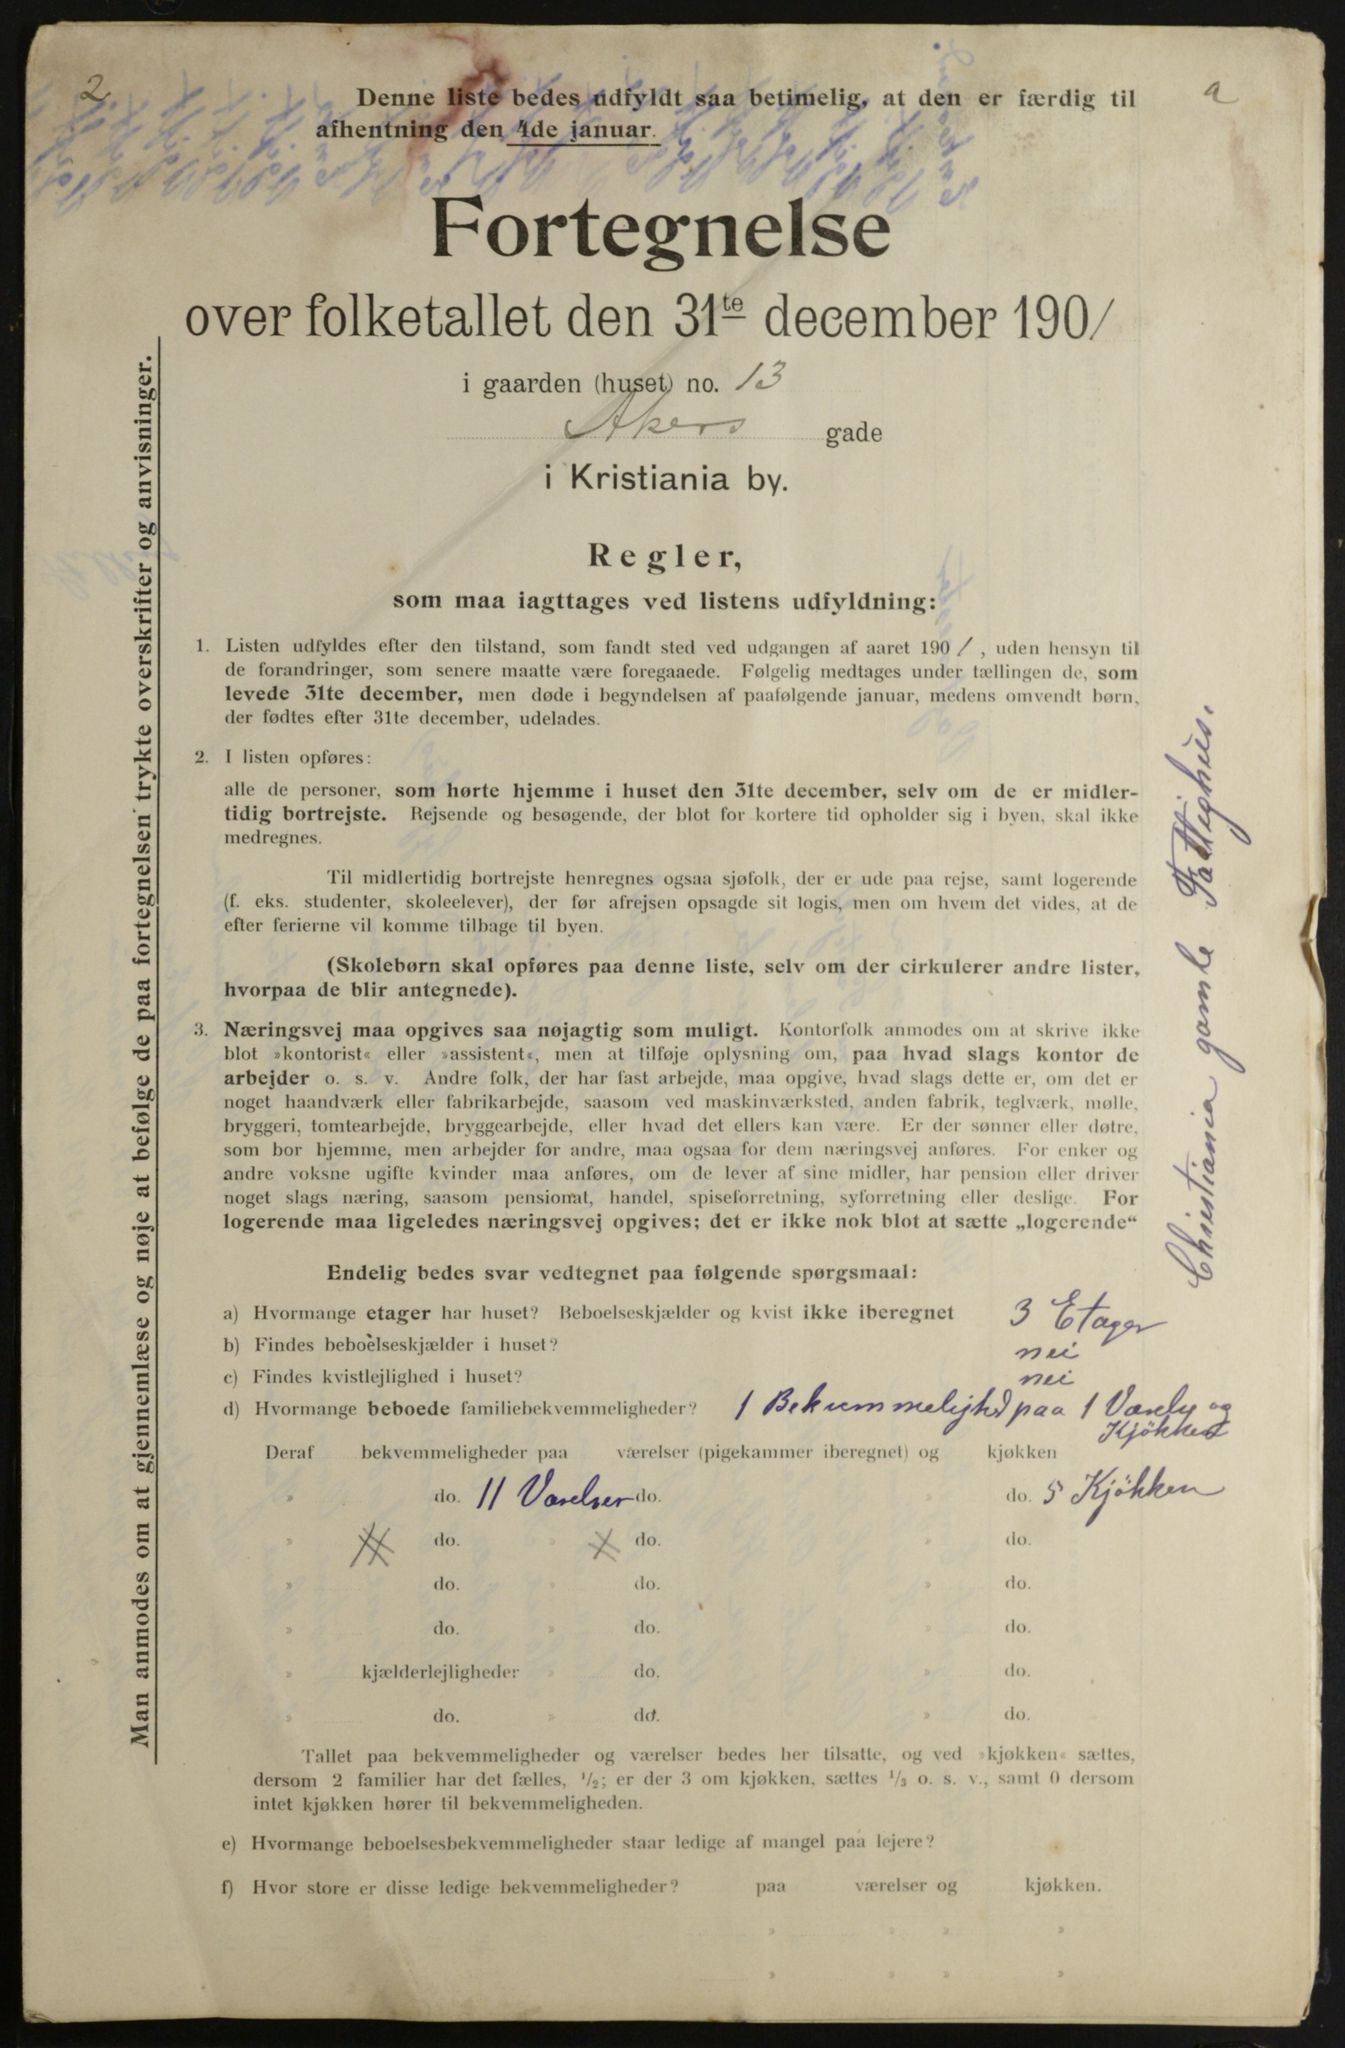 2
a
Denne liste bedes udfyldt saa betimelig, at den er færdig til
afhentning den 4de januar.
Fortegnelse
over folketallet den 31te december 190/
i gaarden (huset) no. 13
Akers gade
i Kristiania by.
Regler,
som maa iagttages ved listens udfyldning:
1. Listen udfyldes efter den tilstand, som fandt sted ved udgangen af aaret 190 /, uden hensyn til
de forandringer, som senere maatte være foregaaede. Følgelig medtages under tællingen de, som
levede 31te december, men døde i begyndelsen af paafølgende januar, medens omvendt børn,
der fødtes efter 31te december, udelades.
2. I listen opføres:
alle de personer, som hørte hjemme i huset den 31te december, selv om de er midler-
tidig bortrejste. Rejsende og besøgende, der blot for kortere tid opholder sig i byen, skal ikke
medregnes.
Til midlertidig bortrejste henregnes ogsaa sjøfolk, der er ude paa rejse, samt logerende
(f. eks. studenter, skoleelever), der før afrejsen opsagde sit logis, men om hvem det vides, at de
efter ferierne vil komme tilbage til byen.
(Skolebørn skal opføres paa denne liste, selv om der cirkulerer andre lister,
hvorpaa de blir antegnede).
3. Næringsvej maa opgives saa nøjagtig som muligt. Kontorfolk anmodes om at skrive ikke
blot »kontorist« eller »assistent«, men at tilføje oplysning om, paa hvad slags kontor de
arbejder o. s. v. Andre folk, der har fast arbejde, maa opgive, hvad slags dette er, om det er
noget haandværk eller fabrikarbejde, saasom ved maskinværksted, anden fabrik, teglværk, mølle,
bryggeri, tomtearbejde, bryggearbejde, eller hvad det ellers kan være. Er der sønner eller døtre,
som bor hjemme, men arbejder for andre, maa ogsaa for dem næringsvej anføres. For enker og
andre voksne ugifte kvinder maa anføres, om de lever af sine midler, har pension eller driver
noget slags næring, saasom pensionat, handel, spiseforretning, syforretning eller deslige. For
logerende maa ligeledes næringsvej opgives; det er ikke nok blot at sætte „logerende“
Endelig bedes svar vedtegnet paa følgende spørgsmaal:
a) Hvormange etager har huset? Beboelseskjælder og kvist ikke iberegnet 3 Etager
b) Findes beboelseskjælder i huset? nei
c) Findes kvistlejlighed i huset? nei
d) Hvormange beboede familiebekvemmeligheder? 1 Bekvemmelighed paa 1 Værelse og
Kjøkken
Deraf bekvemmeligheder paa værelser (pigekammer iberegnet) og kjøkken
» do. 11 Værelser do. » do. 5 Kjøkken
» do. » do. » do.
» do. » do. » do.
» do. » do. » do.
» kjælderlejligheder » do. » do.
» do. » do. » do.
Tallet paa bekvemmeligheder og værelser bedes her tilsatte, og ved »kjøkken« sættes,
dersom 2 familier har det fælles, 1/2; er der 3 om kjøkken, sættes 1/3 o. s. v., samt 0 dersom
intet kjøkken hører til bekvemmeligheden.
e) Hvormange beboelsesbekvemmeligheder staar ledige af mangel paa lejere?
f) Hvor store er disse ledige bekvemmeligheder? paa værelser og kjøkken.
» » »
» » » »
Man anmodes om at gjennemlæse og nøje at befølge de paa fortegnelsen trykte overskrifter og anvisninger.
Christiania gamle Fattighus.